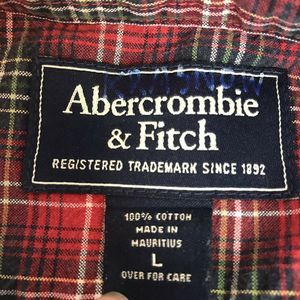 Abercrombie
& Fitch
REGISTERED TRADEMARK SINCE 1892
100% COTTON
MADE IN
MAURITIUS
L
OVER FOR CARE